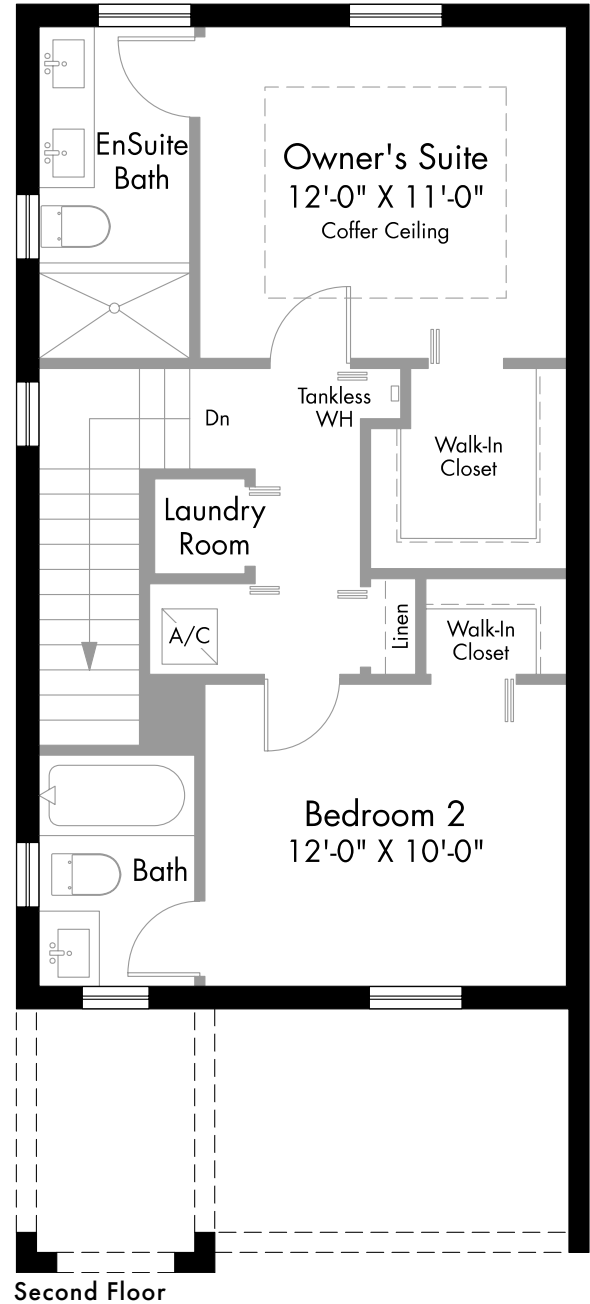 EnSuite
Bath
Owner's Suite
12'-0" X 11'-0"
Coffer Ceiling
Tankless
WH
Dn
Walk-In
Closet
Laundry
Room
A/C
Linen
Walk-In
Closet
Bedroom 2
12'-0" X 10'-0"
Bath
Second Floor